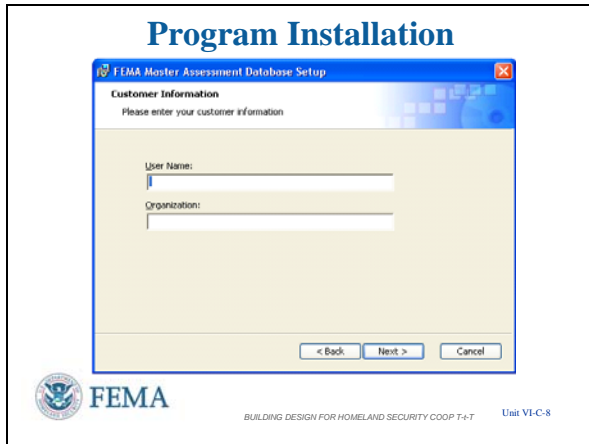 Program Installation
FEMA Master Assessment Database Setup
Customer Information
Please enter your customer information
User Name:
Organization:
< Back
Next >
Cancel
FEMA
BUILDING DESIGN FOR HOMELAND SECURITY COOP T-t-T
Unit VI-C-8